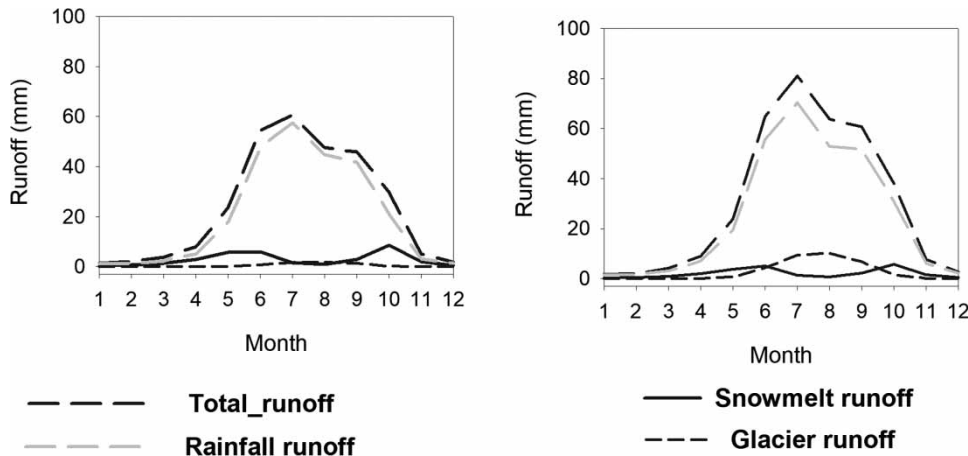 100
80
60
40
20
0
Runoff (mm)
1 2 3 4 5 6 7 8 9 10 11 12
Month
100
80
60
40
20
0
Runoff (mm)
1 2 3 4 5 6 7 8 9 10 11 12
Month
Total_runoff
Rainfall runoff
Snowmelt runoff
Glacier runoff